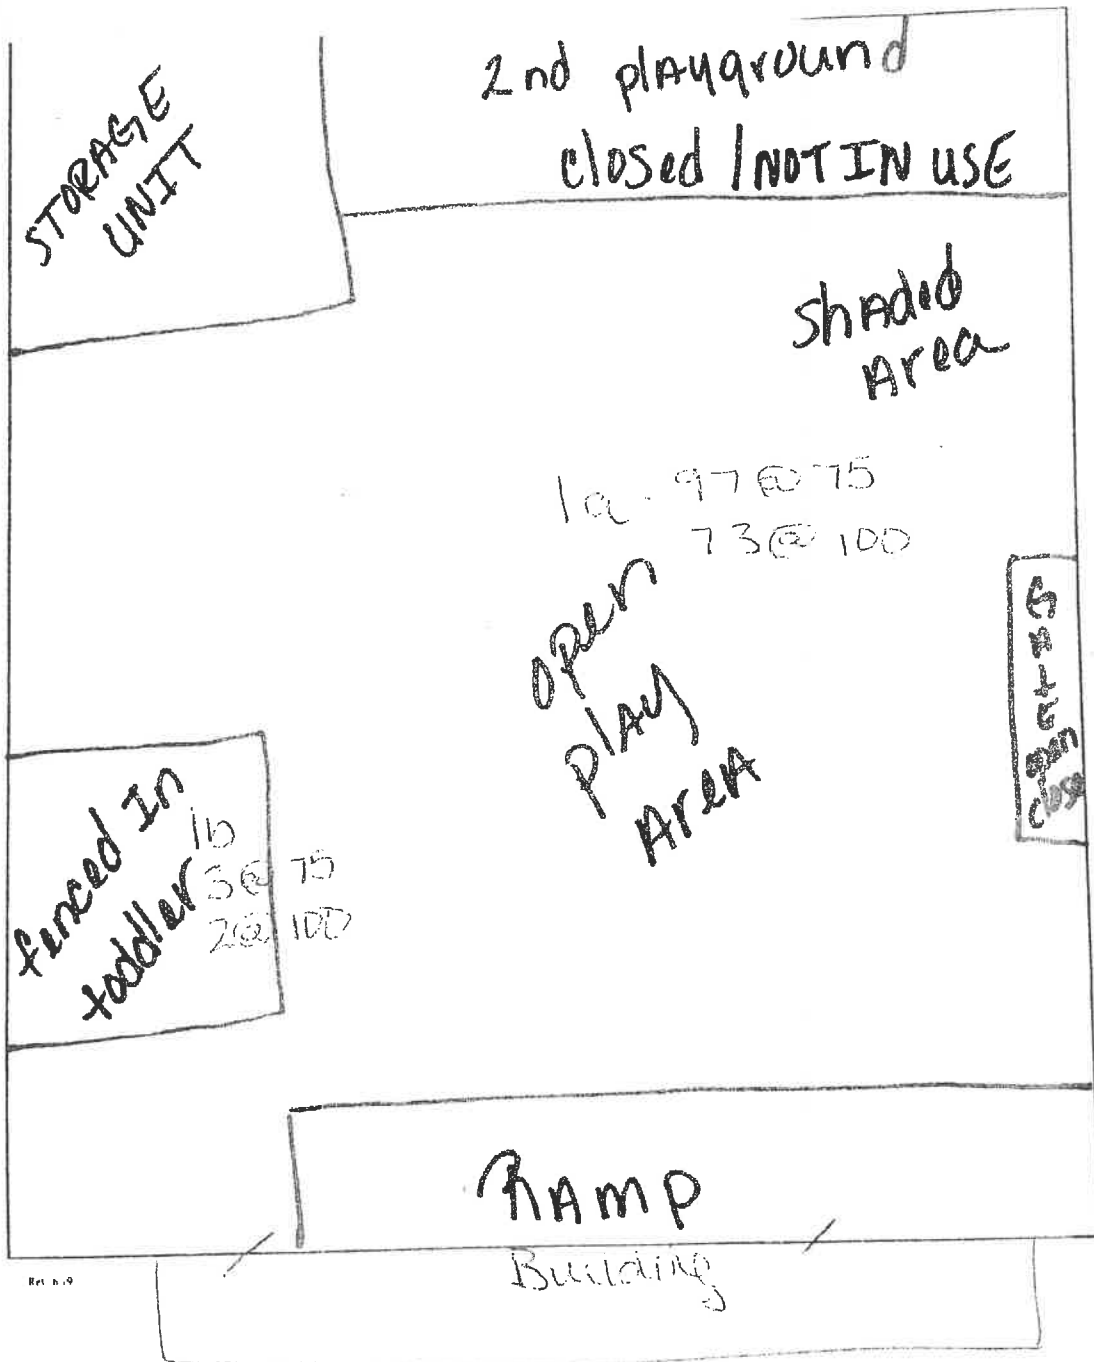 2nd plAyground
closed / NOT IN USE
STORAGE
UNIT
ShAded
AreA
1a - 97 @ 75
73 @ 100
open
plAy
AreA
GAtE
open
close
fenced In
toddler
1b
3 @ 75
2 @ 100
RAmp
Building